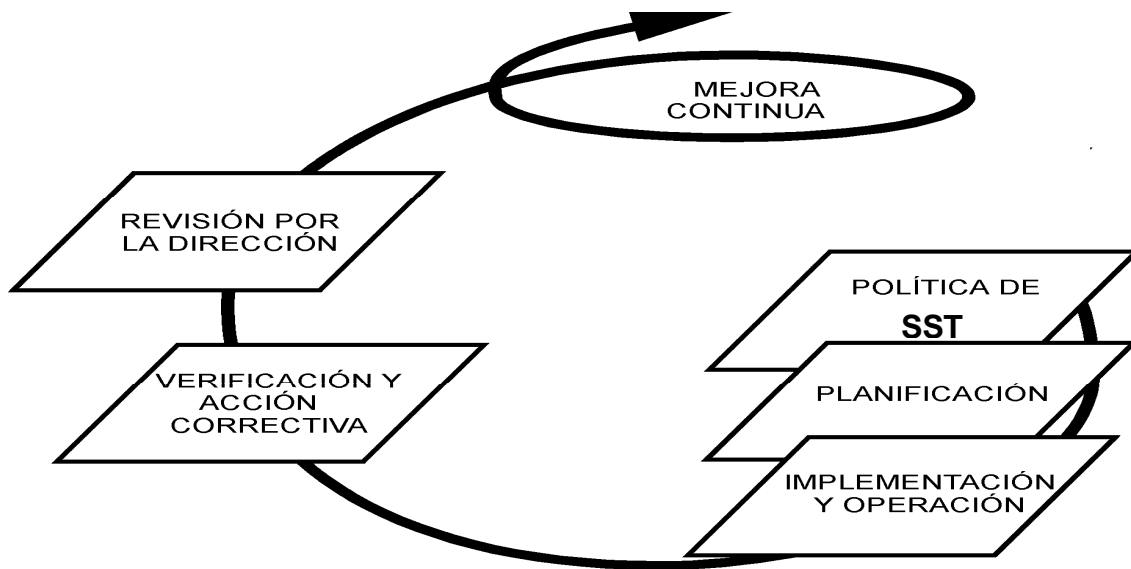 MEJORA
CONTINUA
REVISIÓN POR
LA DIRECCIÓN
POLÍTICA DE
SST
VERIFICACIÓN Y
ACCIÓN
CORRECTIVA
PLANIFICACIÓN
IMPLEMENTACIÓN
Y OPERACIÓN